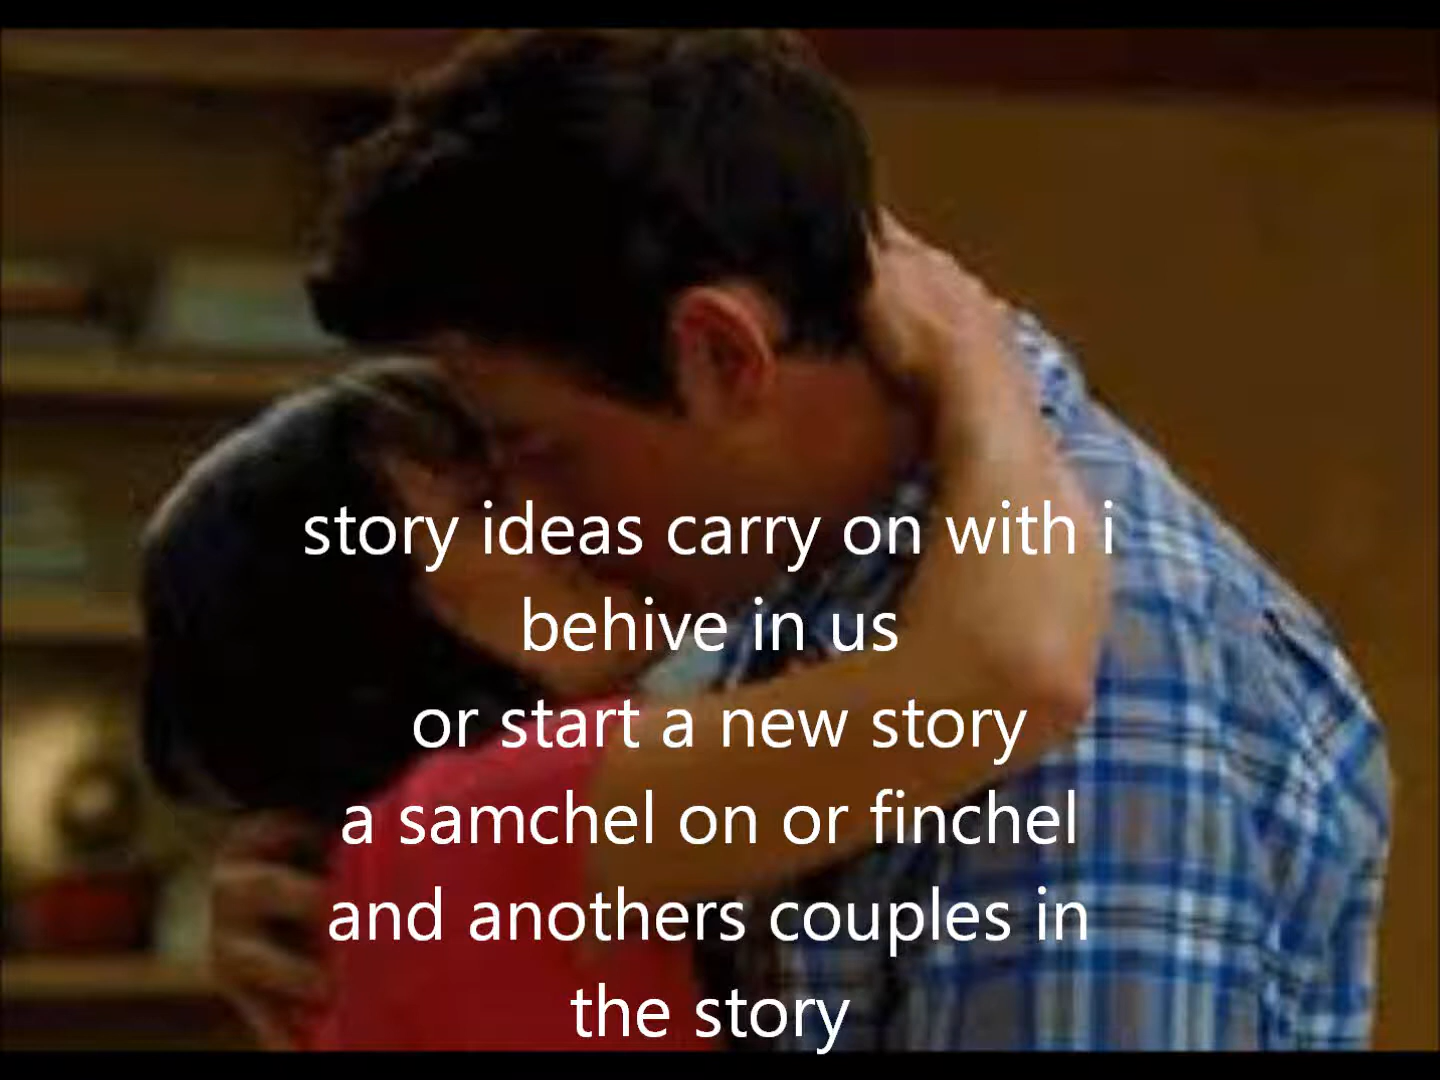 story ideas carry on with i
behive in us
or start a new story
a samchel on or finchel
and anothers couples in
the story